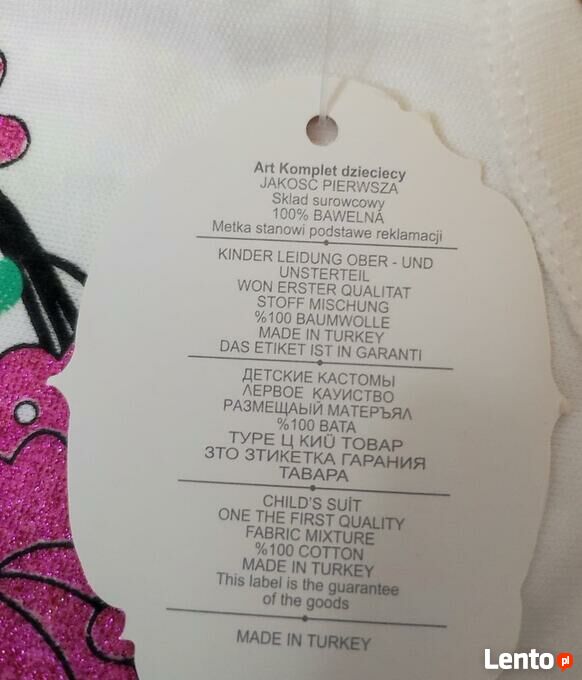 Art Komplet dzieciecy
JAKOSC PIERWSZA
Sklad surowcowy
100% BAWELNA
Metka stanowi podstawe reklamacji
KINDER LEIDUNG OBER - UND
UNSTERTEIL
WON ERSTER QUALITAT
STOFF MISCHUNG
%100 BAUMWOLLE
MADE IN TURKEY
DAS ETIKET IST IN GARANTI
ДЕТСКИЕ КАСТОМЫ
ЛЕРВОЕ КАУИСТВО
РАЗМЕЩАЫЙ МАТЕРЪЯЛ
%100 ВАТА
ТУРЕ Ц КИЙ ТОВАР
ЗТО ЗТИКЕТКА ГАРАНИЯ
ТАВАРА
CHILD'S SUİT
ONE THE FIRST QUALITY
FABRIC MIXTURE
%100 COTTON
MADE IN TURKEY
This label is the guarantee
of the goods
MADE IN TURKEY
Lento.pl